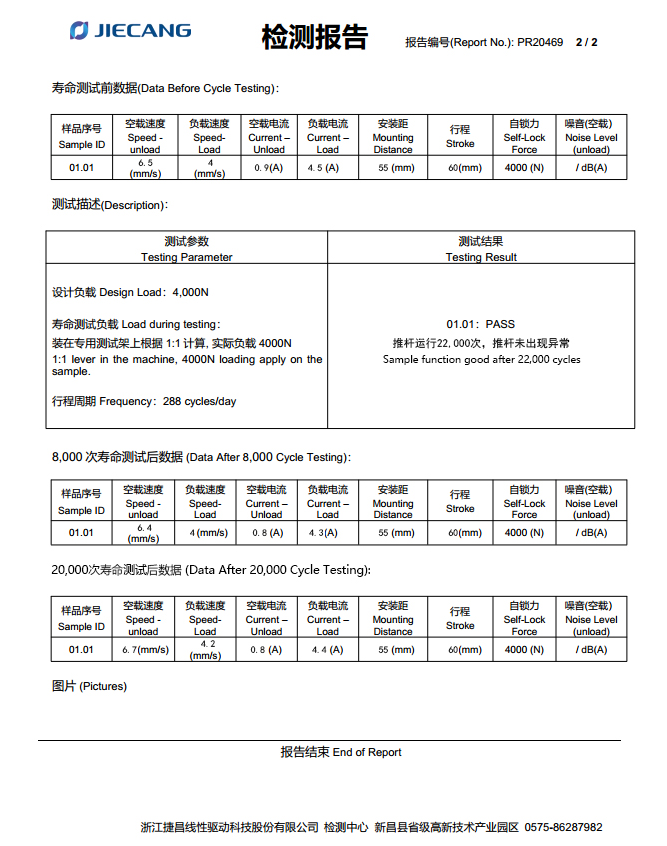 JIECANG
检测报告
报告编号(Report No.): PR20469 2 / 2
寿命测试前数据(Data Before Cycle Testing):
样品序号 Sample ID 空载速度 Speed - unload 负载速度 Speed- Load 空载电流 Current – Unload 负载电流 Current – Load 安装距 Mounting Distance 行程 Stroke 自锁力 Self-Lock Force 噪音(空载) Noise Level (unload)
01.01 6.5 (mm/s) 4 (mm/s) 0.9(A) 4.5 (A) 55 (mm) 60(mm) 4000 (N) / dB(A)
测试描述(Description):
测试参数 测试结果
Testing Parameter Testing Result
设计负载 Design Load：4,000N
寿命测试负载 Load during testing：
装在专用测试架上根据 1:1 计算, 实际负载 4000N
1:1 lever in the machine, 4000N loading apply on the
sample.
行程周期 Frequency：288 cycles/day
01.01：PASS
推杆运行22,000次，推杆未出现异常
Sample function good after 22,000 cycles
8,000 次寿命测试后数据 (Data After 8,000 Cycle Testing):
样品序号 Sample ID 空载速度 Speed - unload 负载速度 Speed- Load 空载电流 Current – Unload 负载电流 Current – Load 安装距 Mounting Distance 行程 Stroke 自锁力 Self-Lock Force 噪音(空载) Noise Level (unload)
01.01 6.4 (mm/s) 4(mm/s) 0.8 (A) 4.3(A) 55 (mm) 60(mm) 4000 (N) / dB(A)
20,000次寿命测试后数据 (Data After 20,000 Cycle Testing):
样品序号 Sample ID 空载速度 Speed - unload 负载速度 Speed- Load 空载电流 Current – Unload 负载电流 Current – Load 安装距 Mounting Distance 行程 Stroke 自锁力 Self-Lock Force 噪音(空载) Noise Level (unload)
01.01 6.7(mm/s) 4.2 (mm/s) 0.8 (A) 4.4 (A) 55 (mm) 60(mm) 4000 (N) / dB(A)
图片 (Pictures)
报告结束 End of Report
浙江捷昌线性驱动科技股份有限公司 检测中心 新昌县省级高新技术产业园区 0575-86287982